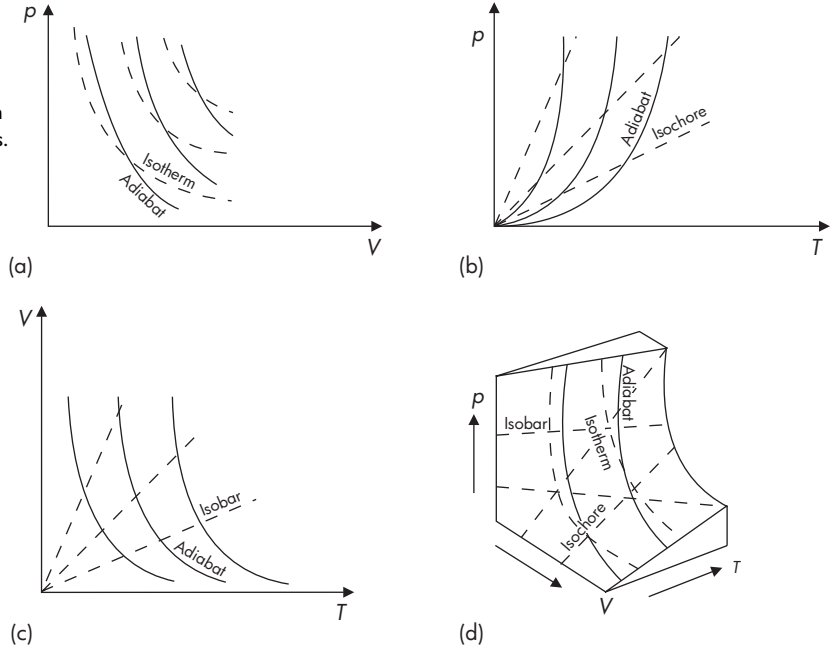 p
n
s.
Isotherm
Adiabat
V
(a)
p
Adiabat
Isochore
T
(b)
V
Isobar
Adiabat
T
(c)
p
Isobar
Isotherm
Adiabat
Isochore
V
T
(d)